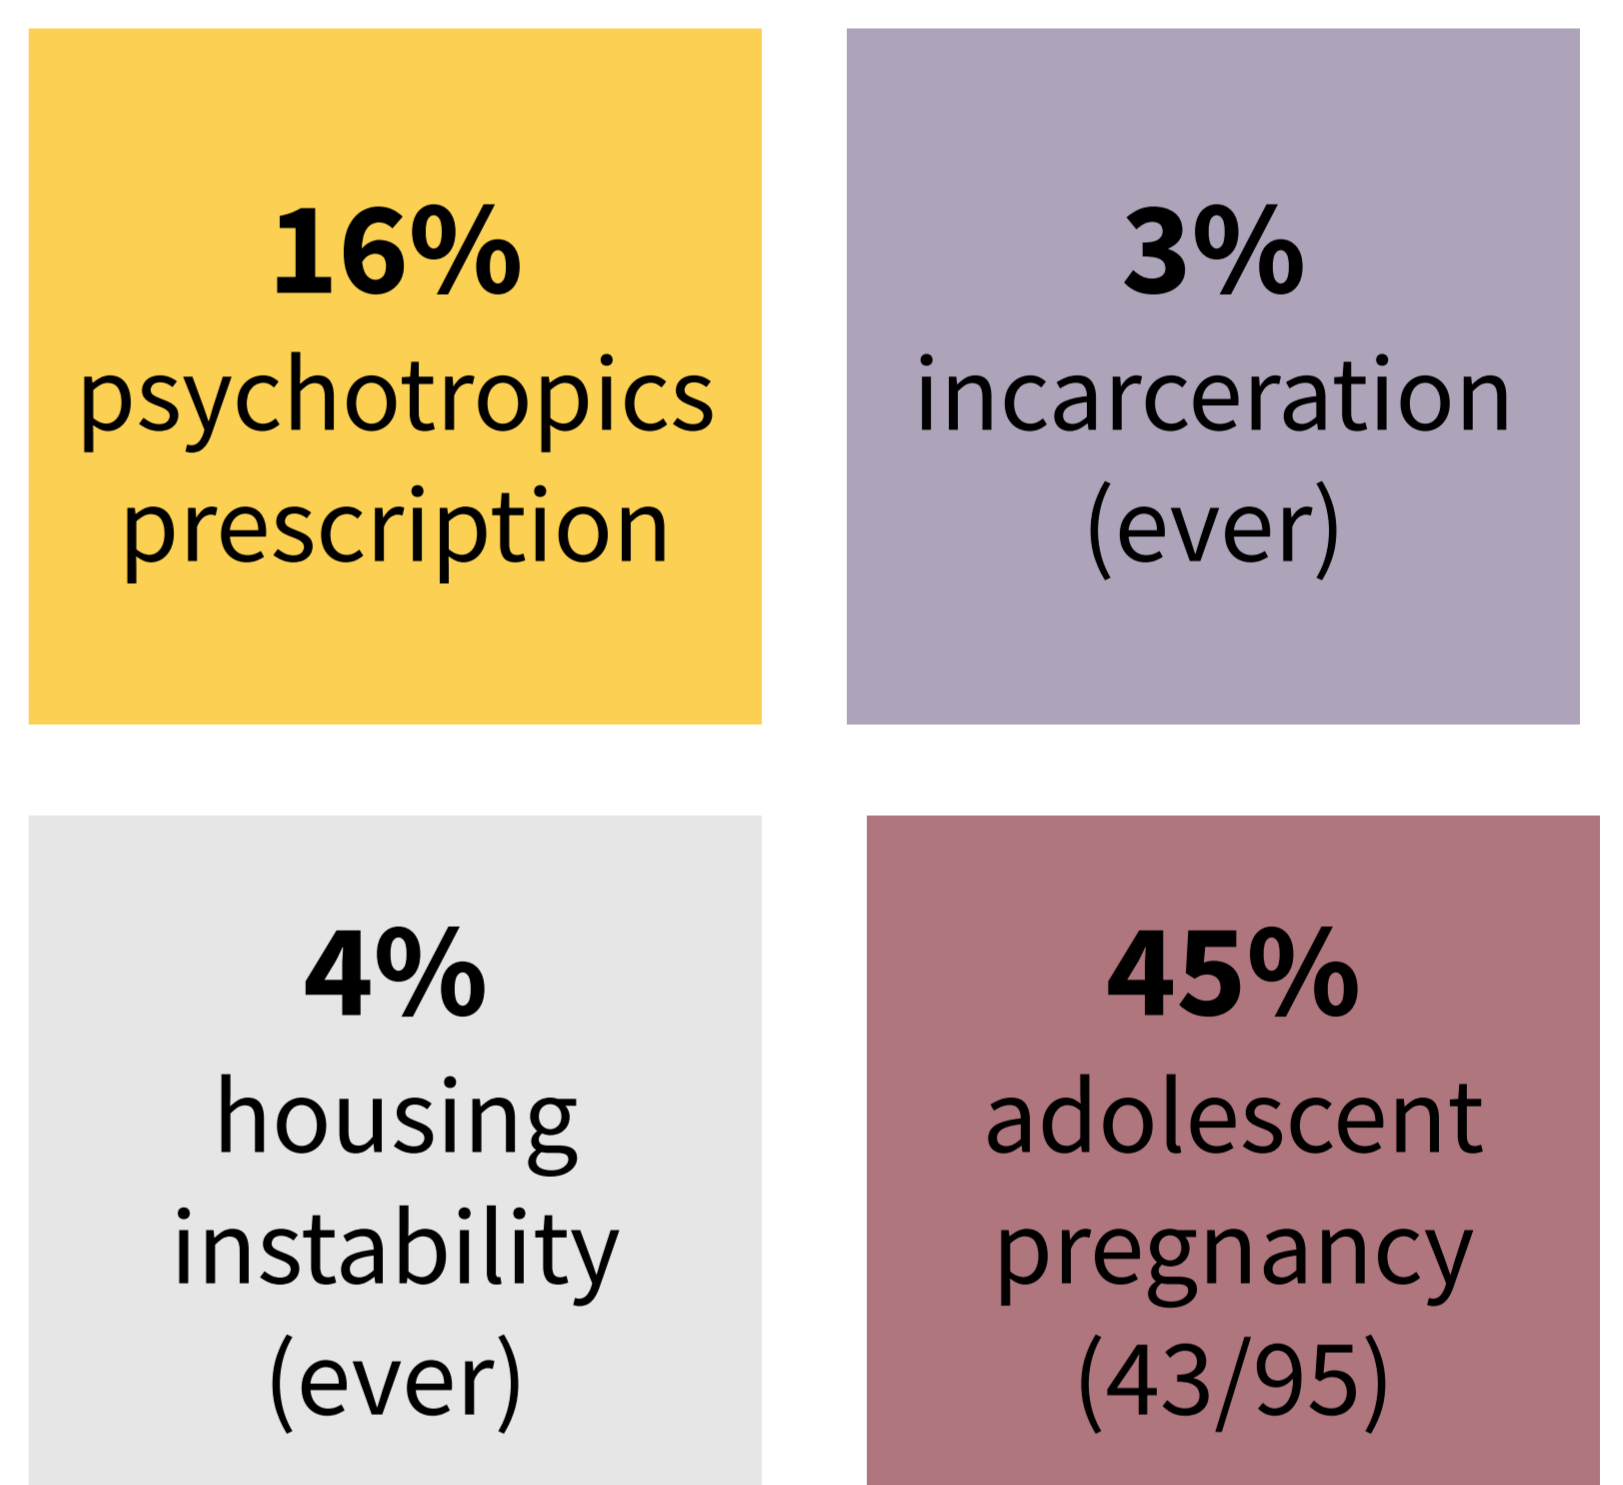 16%
psychotropics
prescription
3%
incarceration
(ever)
4%
housing
instability
(ever)
45%
adolescent
pregnancy
(43/95)